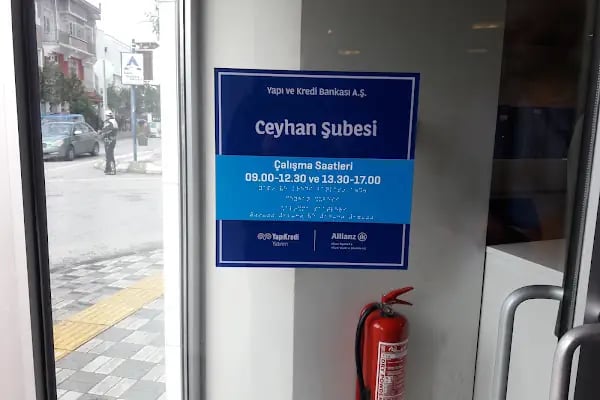 Yapı ve Kredi Bankası A.Ş.
Ceyhan Şubesi
Çalışma Saatleri
09.00-12.30 ve 13.30-17.00
YapıKredi
Yatırım
Allianz